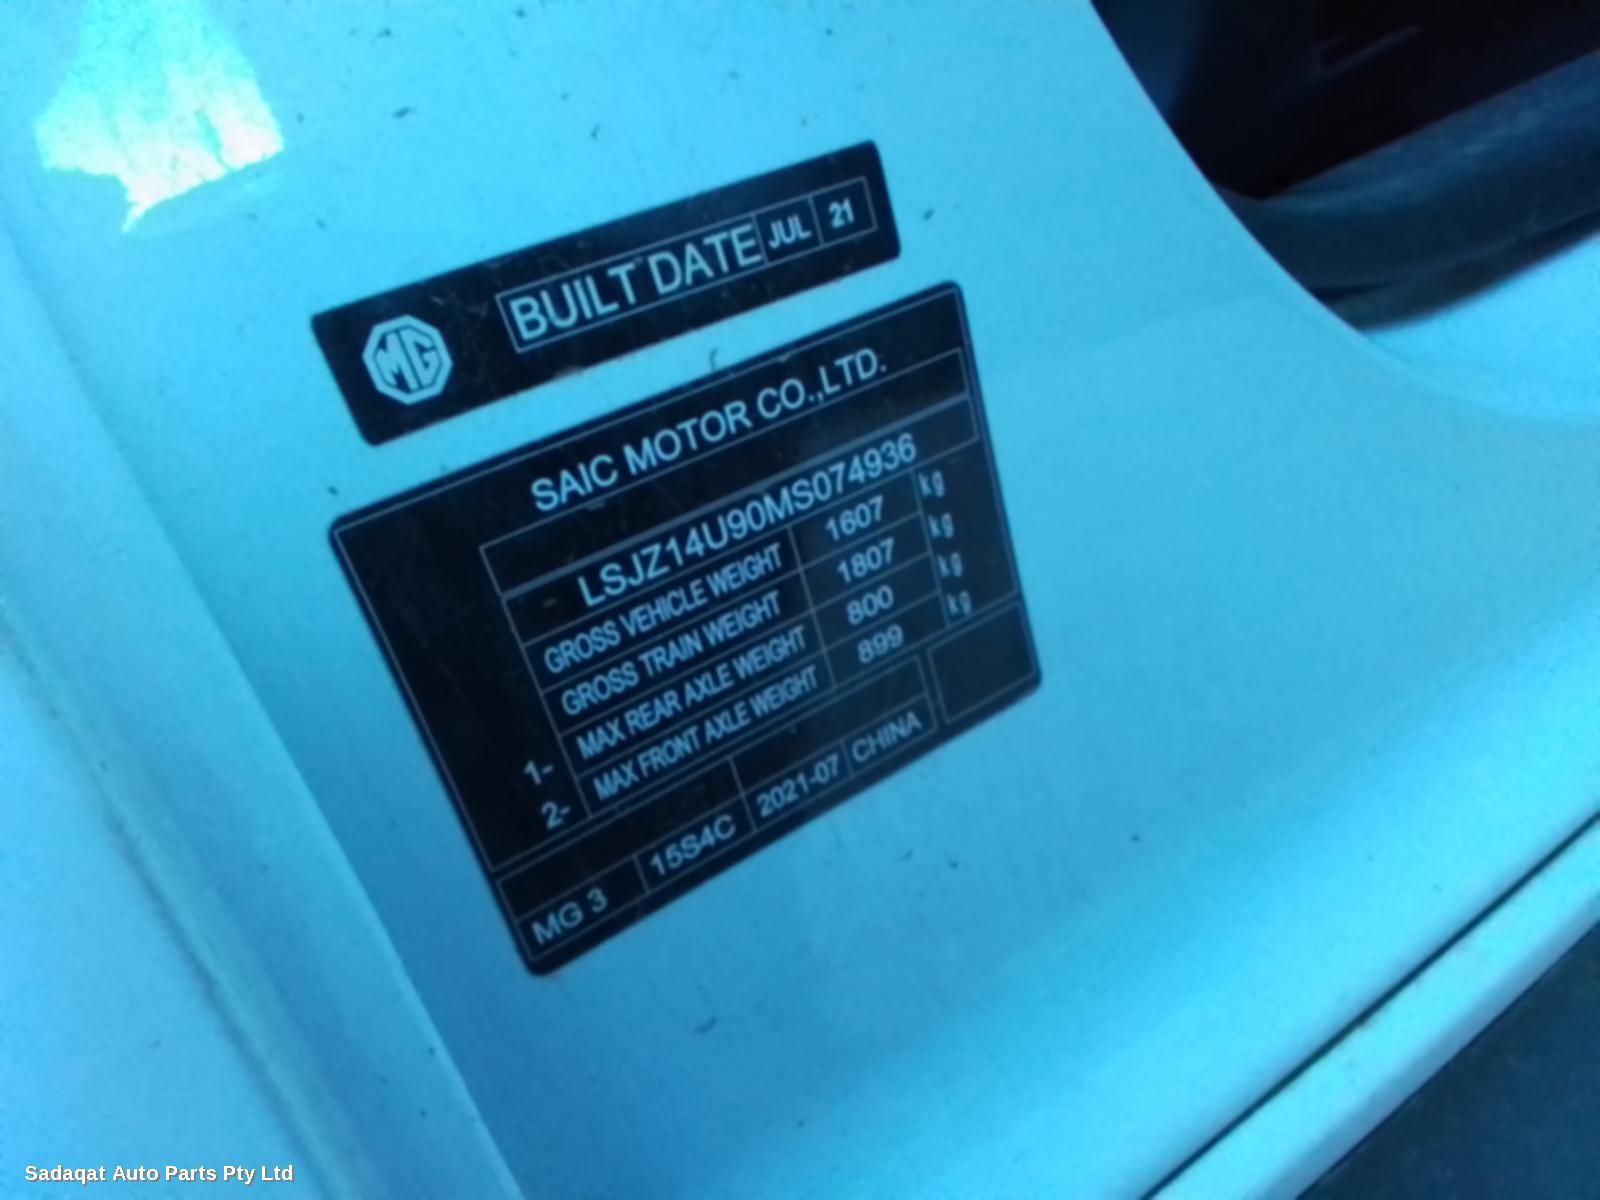 MG BUILT DATE JUL 21
SAIC MOTOR CO.,LTD.
LSJZ14U90MS074936
GROSS VEHICLE WEIGHT 1607 kg
GROSS TRAIN WEIGHT 1807 kg
1- MAX REAR AXLE WEIGHT 800 kg
2- MAX FRONT AXLE WEIGHT 899 kg
MG 3 15S4C 2021-07 CHINA
Sadaqat Auto Parts Pty Ltd